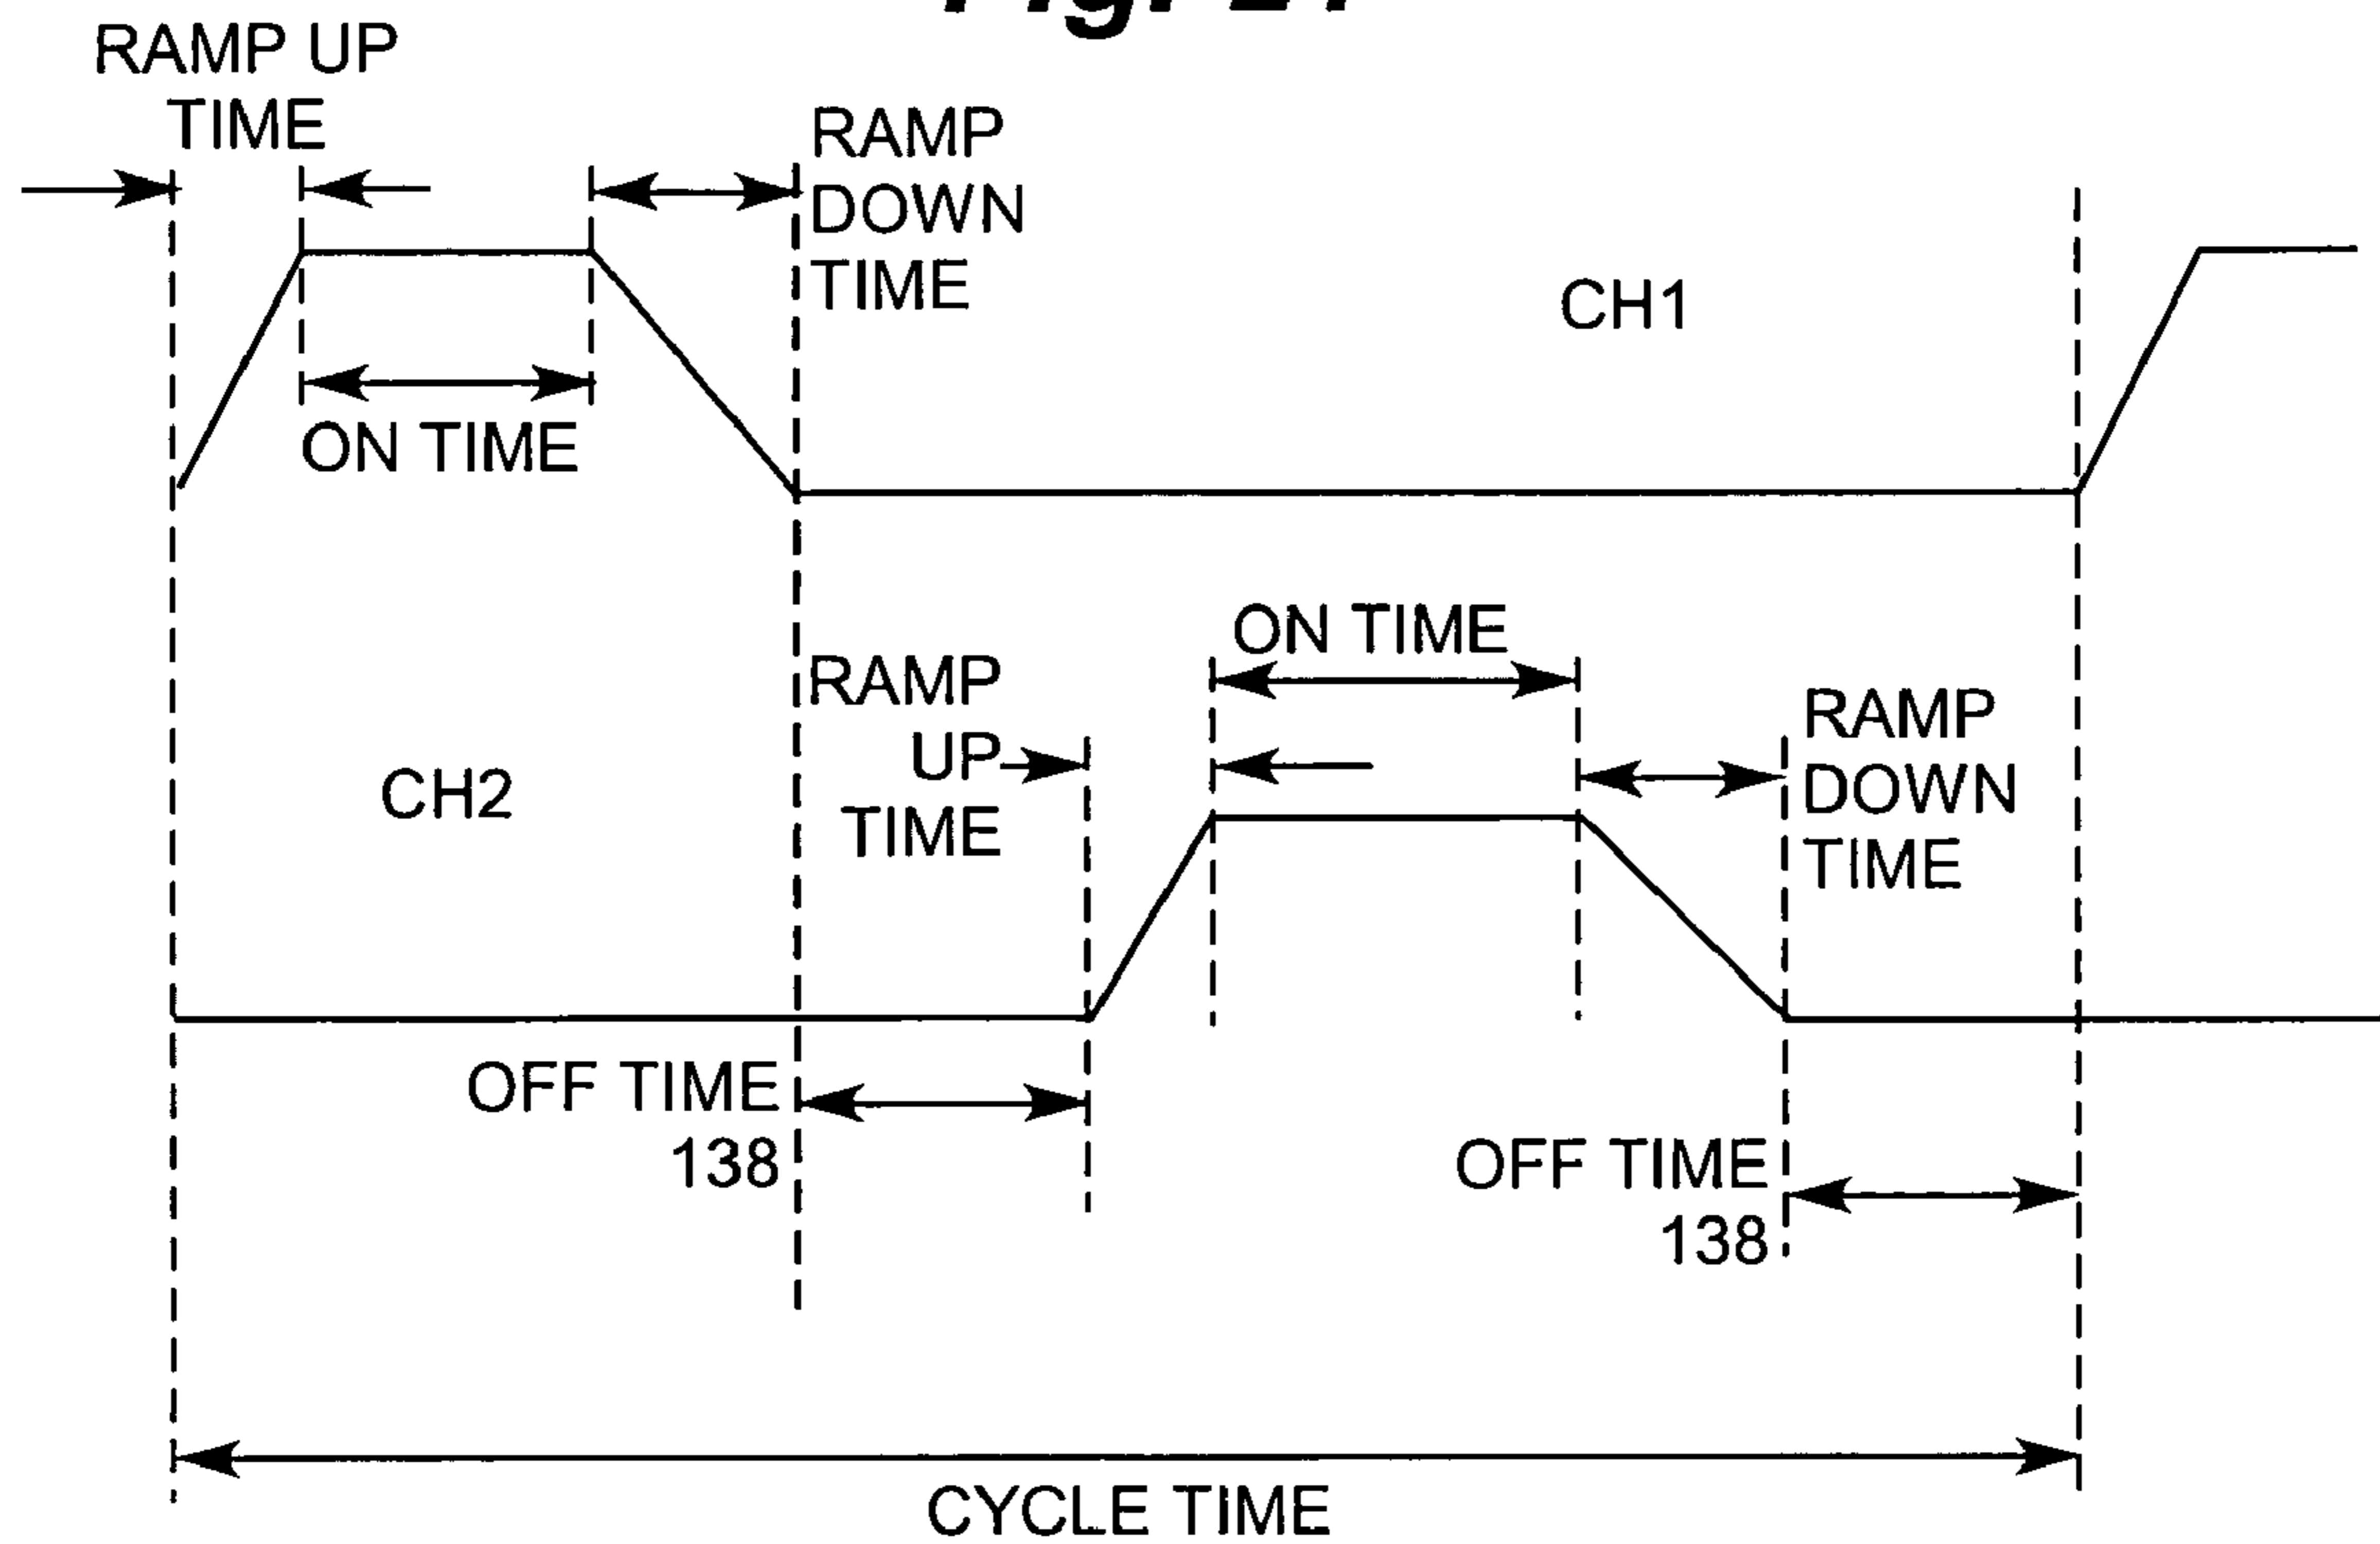 RAMP UP
TIME
RAMP
DOWN
TIME
CH1
ON TIME
ON TIME
RAMP
UP
TIME
RAMP
DOWN
TIME
CH2
OFF TIME
138
OFF TIME
138
CYCLE TIME